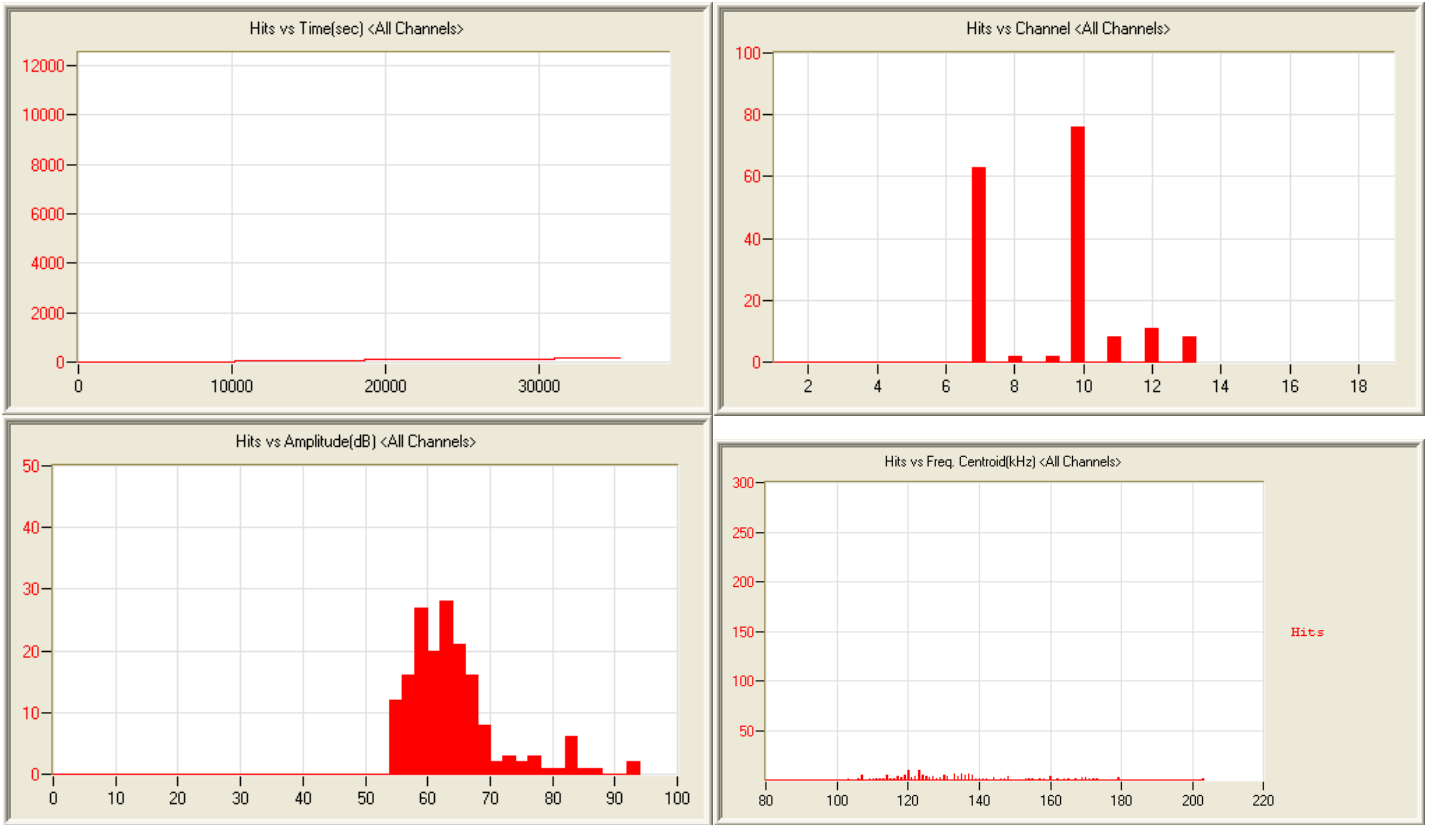 Hits vs Time(sec) <All Channels>
12000
10000
8000
6000
4000
2000
0
0 10000 20000 30000
Hits vs Channel <All Channels>
100
80
60
40
20
0
2 4 6 8 10 12 14 16 18
Hits vs Amplitude(dB) <All Channels>
50
40
30
20
10
0
0 10 20 30 40 50 60 70 80 90 100
Hits vs Freq. Centroid(kHz) <All Channels>
300
250
200
150
100
50
80 100 120 140 160 180 200 220
Hits